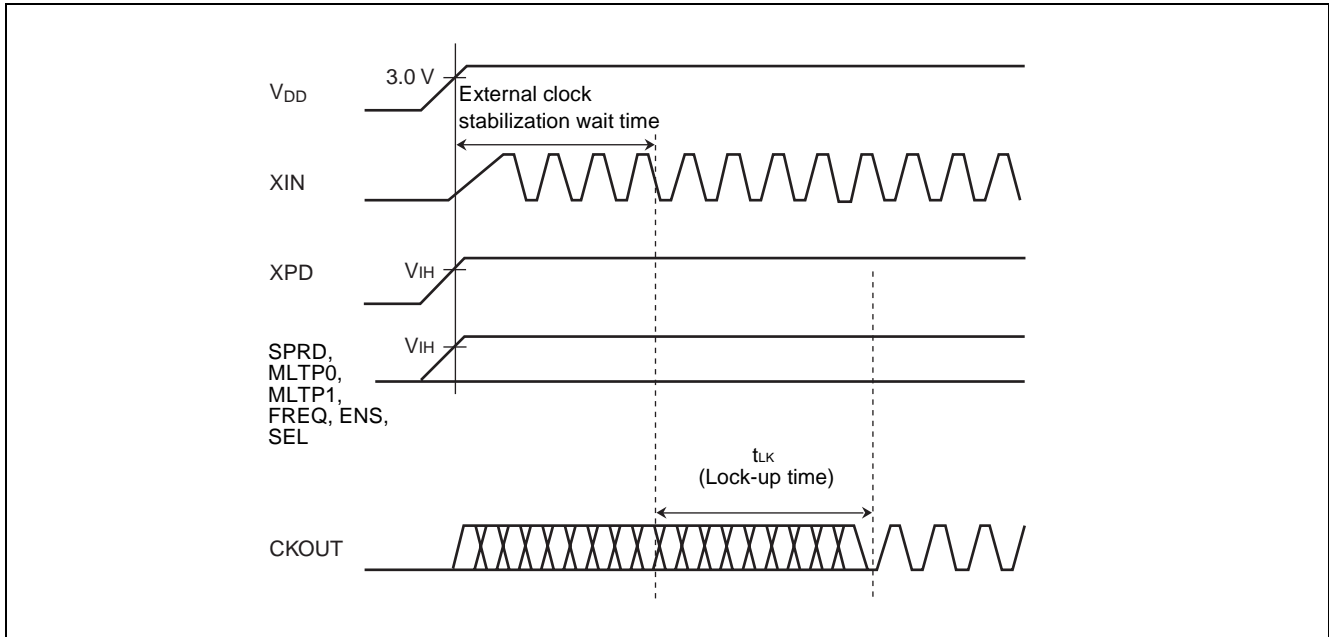 3.0 V
VDD
External clock
stabilization wait time
XIN
XPD
VIH
VIH
SPRD,
MLTP0,
MLTP1,
FREQ, ENS,
SEL
tLK
(Lock-up time)
CKOUT